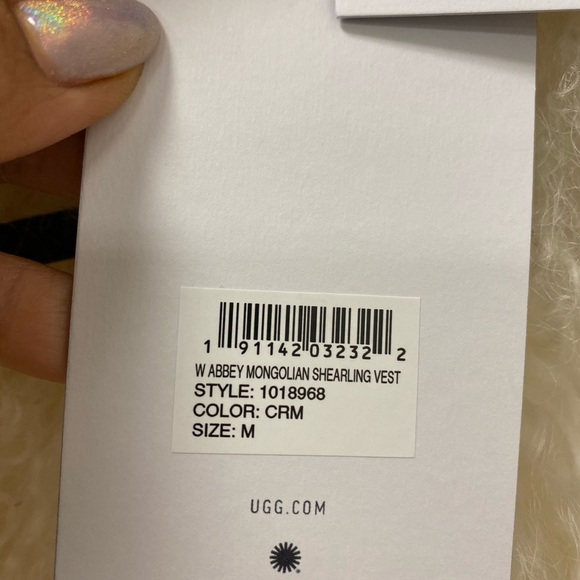 1 91142 03232 2
W ABBEY MONGOLIAN SHEARLING VEST
STYLE: 1018968
COLOR: CRM
SIZE: M
UGG.COM